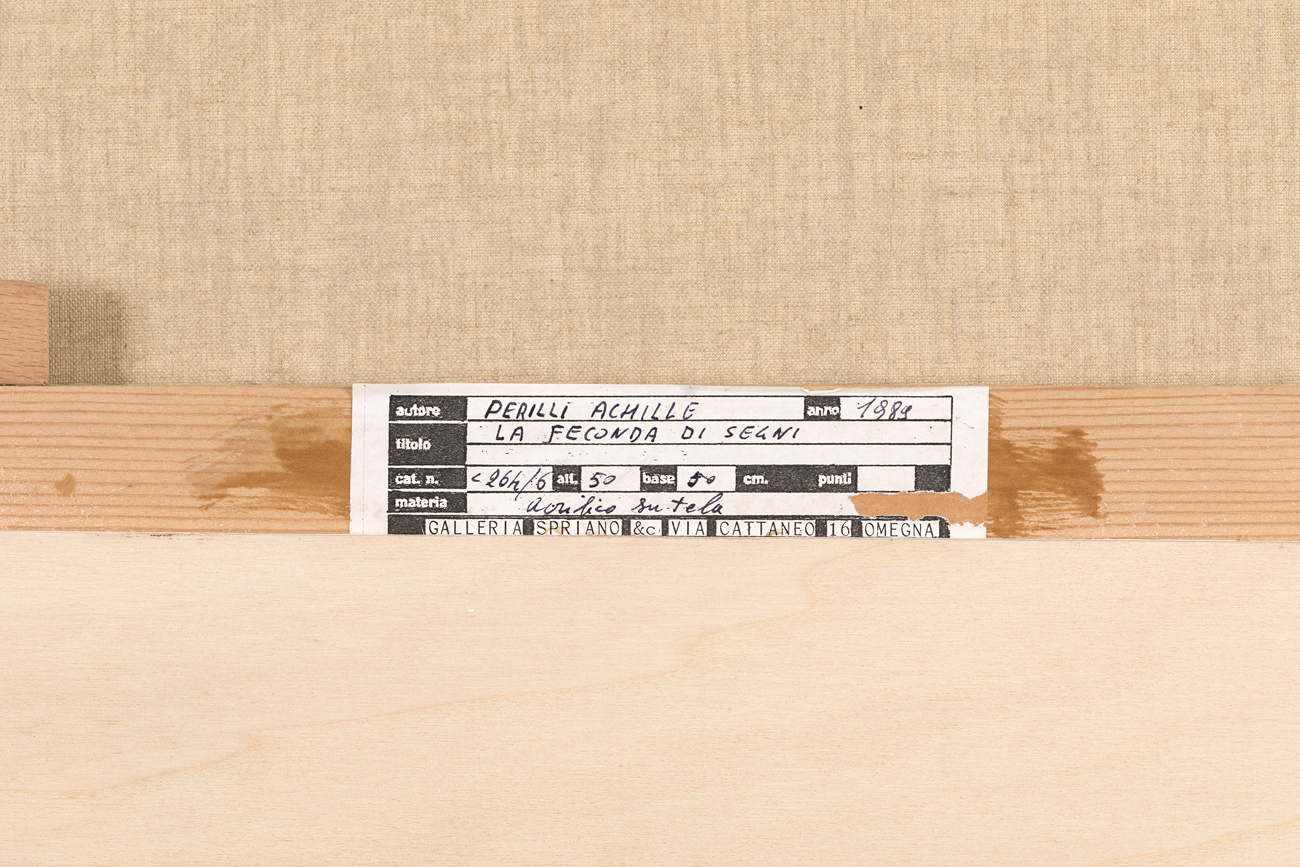 autore PERILLI ACHILLE anno 1989
titolo LA FECONDA DI SEGNI
cat. n. <264/6 alt. 50 base 50 cm. punti
materia acrilico su tela
GALLERIA SPRIANO &c VIA CATTANEO 16 OMEGNA